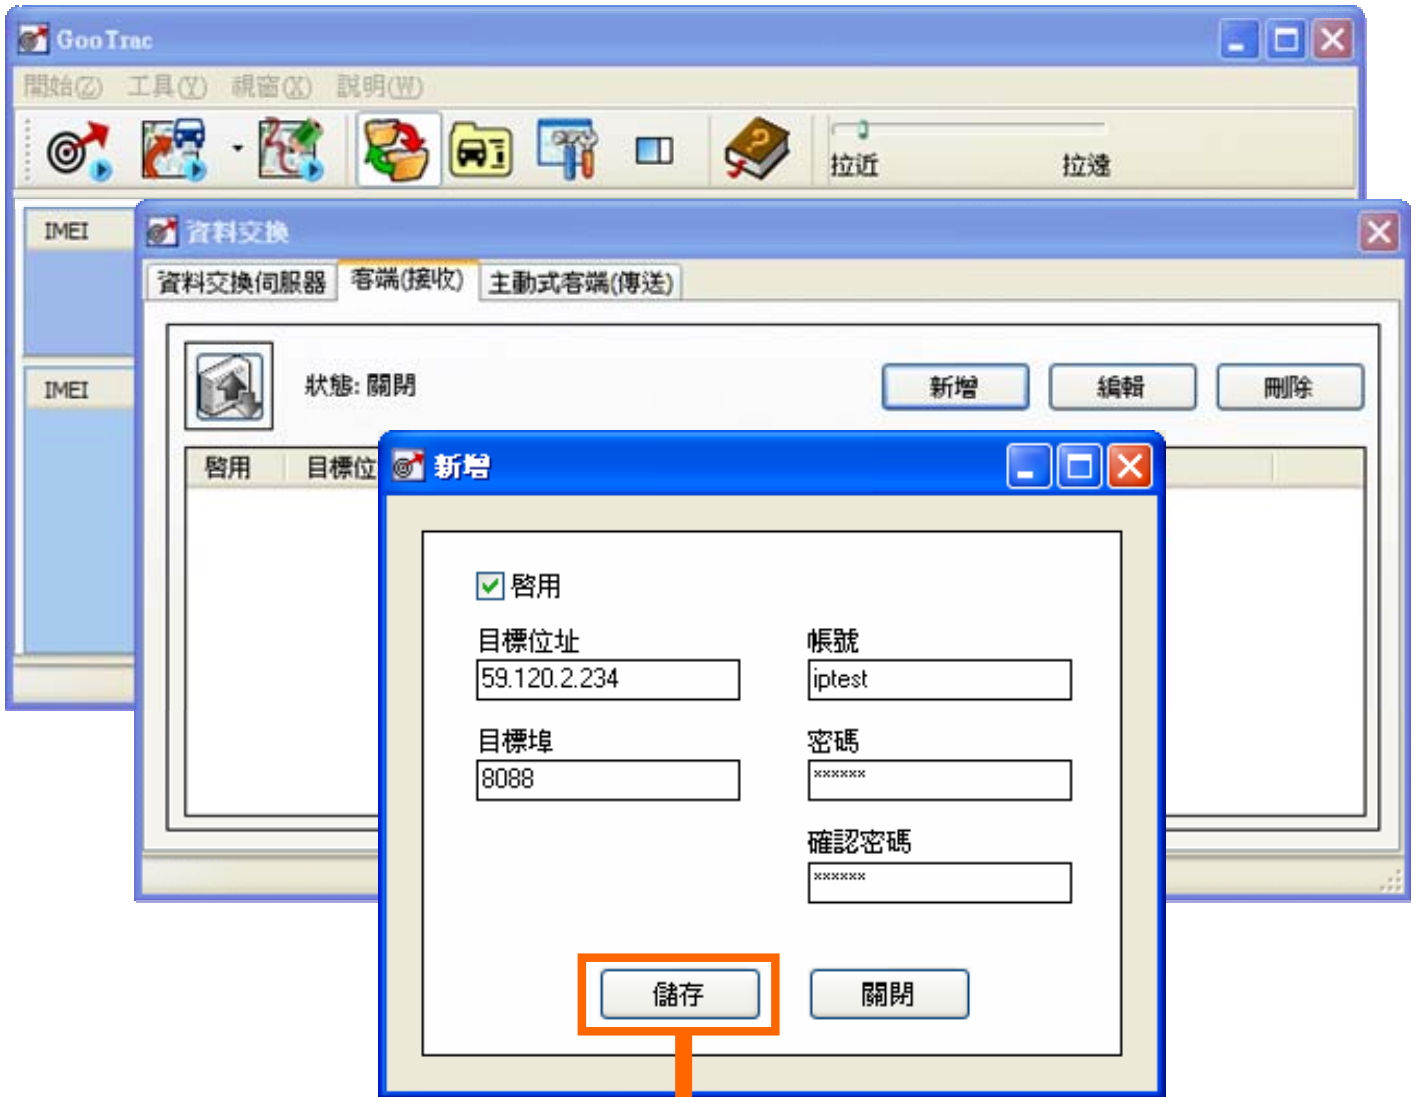 GooTrac
開始(Z) 工具(Y) 視窗(X) 說明(W)
拉近 拉遠
IMEI
資料交換
資料交換伺服器 客端(接收) 主動式客端(傳送)
狀態: 關閉
新增 編輯 刪除
IMEI
啓用 目標位
新增
啓用
目標位址 帳號
59.120.2.234 iptest
目標埠 密碼
8088 ******
確認密碼
******
儲存 關閉